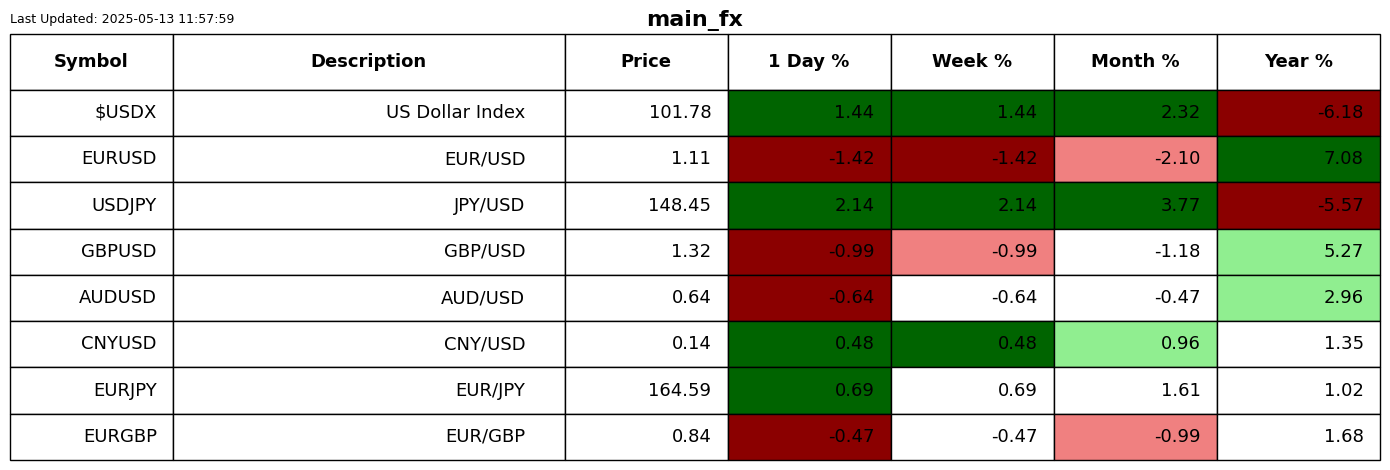 Last Updated: 2025-05-13 11:57:59
main_fx
Symbol Description Price 1 Day % Week % Month % Year %
$USDX US Dollar Index 101.78 1.44 1.44 2.32 -6.18
EURUSD EUR/USD 1.11 -1.42 -1.42 -2.10 7.08
USDJPY JPY/USD 148.45 2.14 2.14 3.77 -5.57
GBPUSD GBP/USD 1.32 -0.99 -0.99 -1.18 5.27
AUDUSD AUD/USD 0.64 -0.64 -0.64 -0.47 2.96
CNYUSD CNY/USD 0.14 0.48 0.48 0.96 1.35
EURJPY EUR/JPY 164.59 0.69 0.69 1.61 1.02
EURGBP EUR/GBP 0.84 -0.47 -0.47 -0.99 1.68